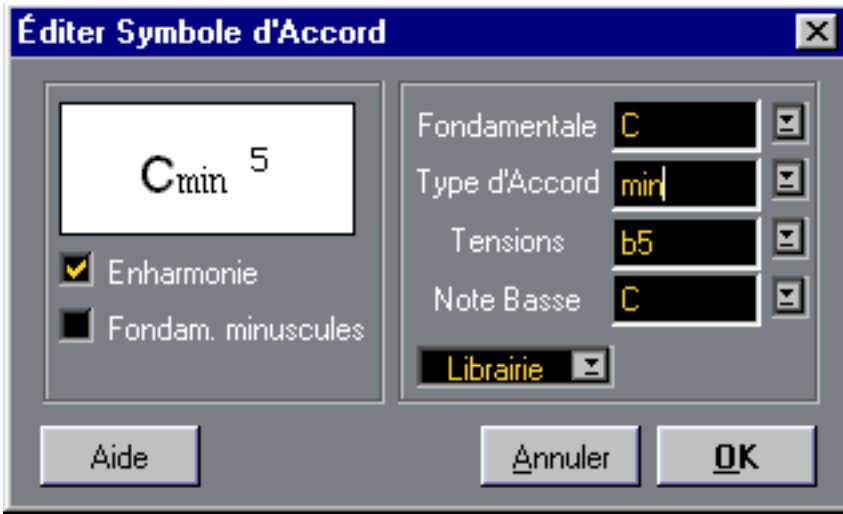 Éditer Symbole d'Accord
Cmin 5
Enharmonie
Fondam. minuscules
Fondamentale C
Type d'Accord min
Tensions b5
Note Basse C
Librairie
Aide
Annuler
OK